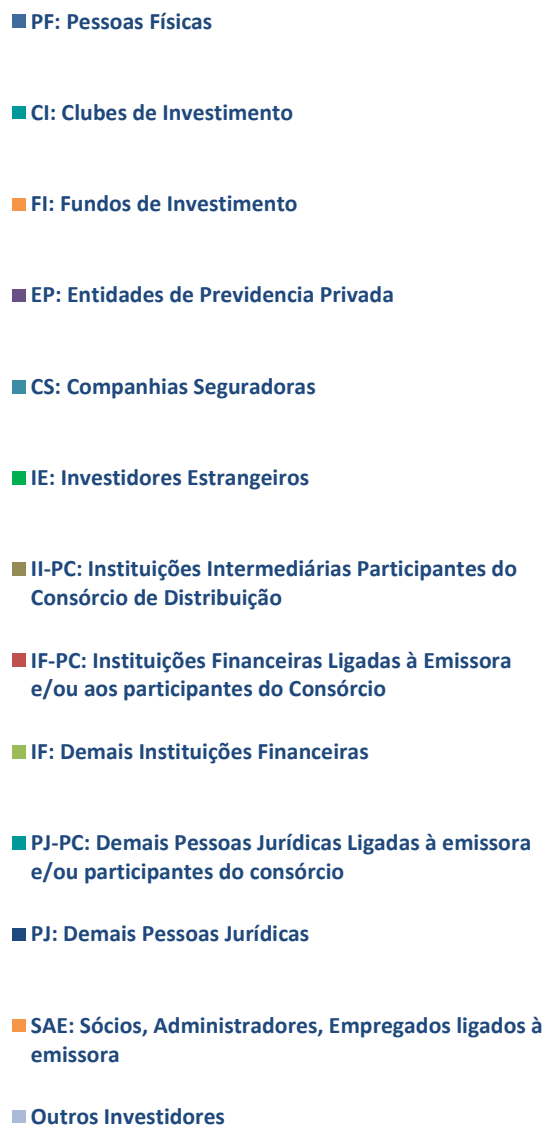 PF: Pessoas Físicas
CI: Clubes de Investimento
FI: Fundos de Investimento
EP: Entidades de Previdencia Privada
CS: Companhias Seguradoras
IE: Investidores Estrangeiros
II-PC: Instituições Intermediárias Participantes do
Consórcio de Distribuição
IF-PC: Instituições Financeiras Ligadas à Emissora
e/ou aos participantes do Consórcio
IF: Demais Instituições Financeiras
PJ-PC: Demais Pessoas Jurídicas Ligadas à emissora
e/ou participantes do consórcio
PJ: Demais Pessoas Jurídicas
SAE: Sócios, Administradores, Empregados ligados à
emissora
Outros Investidores